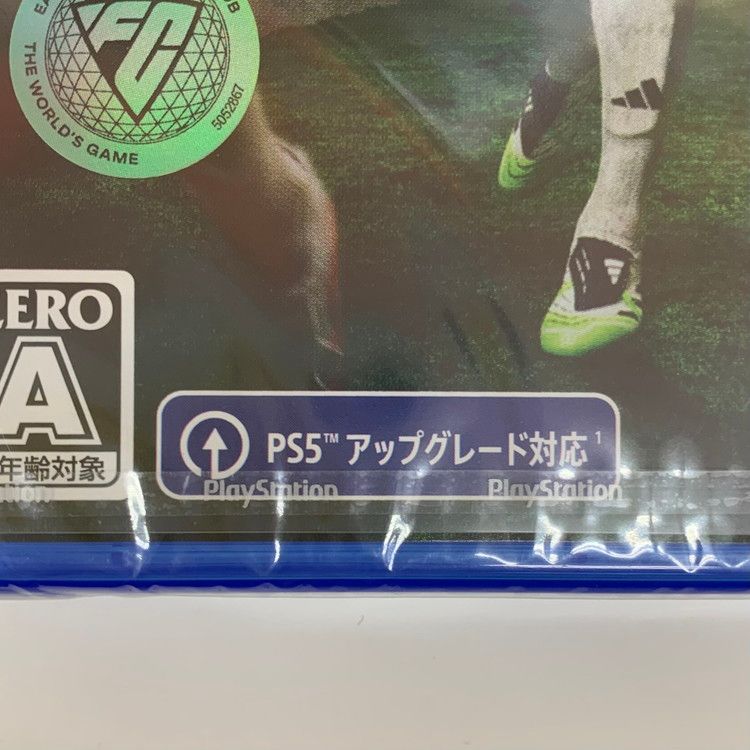 FC
THE WORLD'S GAME
5052867
ERO
A
年齢対象
PS5™ アップグレード対応 1
PlayStation PlayStation